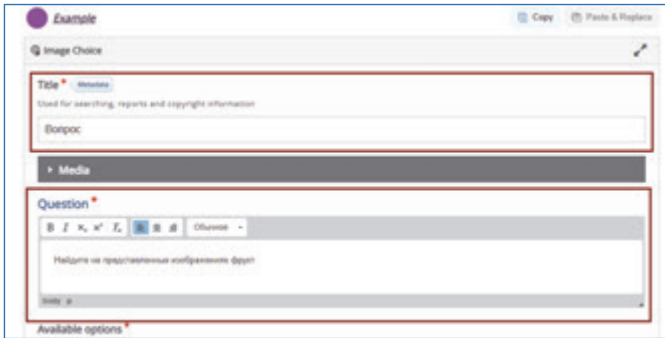 Example
Copy Paste & Replace
Image Choice
Title * Metadata
Used for searching, reports and copyright information
Вопрос
Media
Question *
B I Tx Обычное
Найдите на представленных изображениях фрукт
body p
Available options *